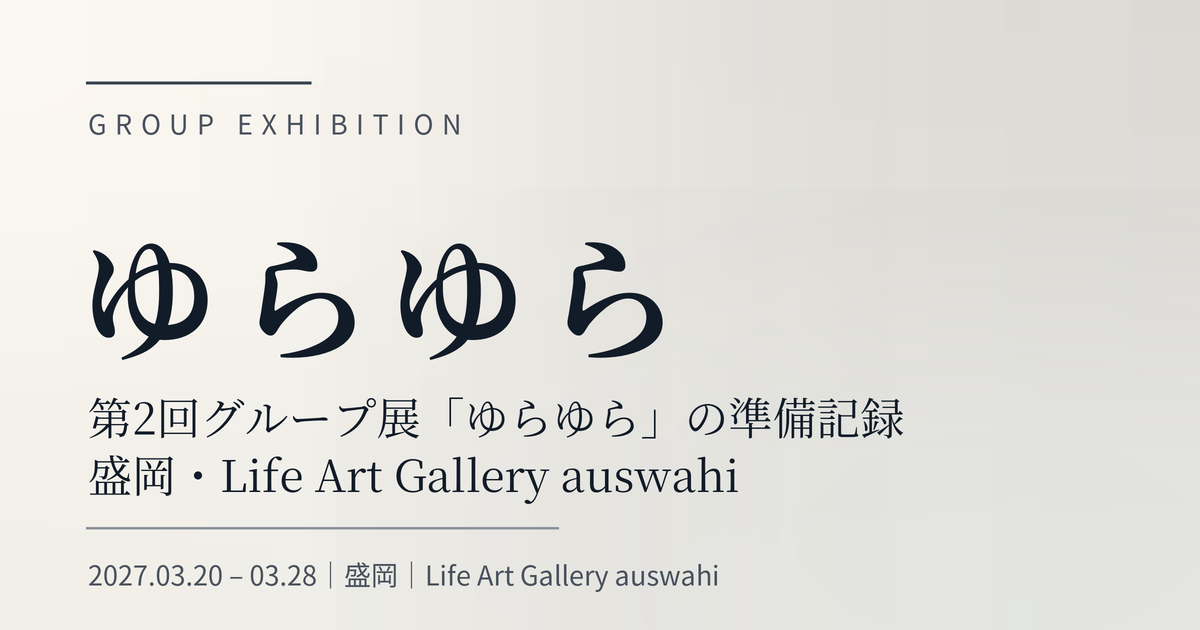 GROUP EXHIBITION
ゆらゆら
第2回グループ展「ゆらゆら」の準備記録
盛岡・Life Art Gallery auswahi
2027.03.20 – 03.28｜盛岡｜Life Art Gallery auswahi